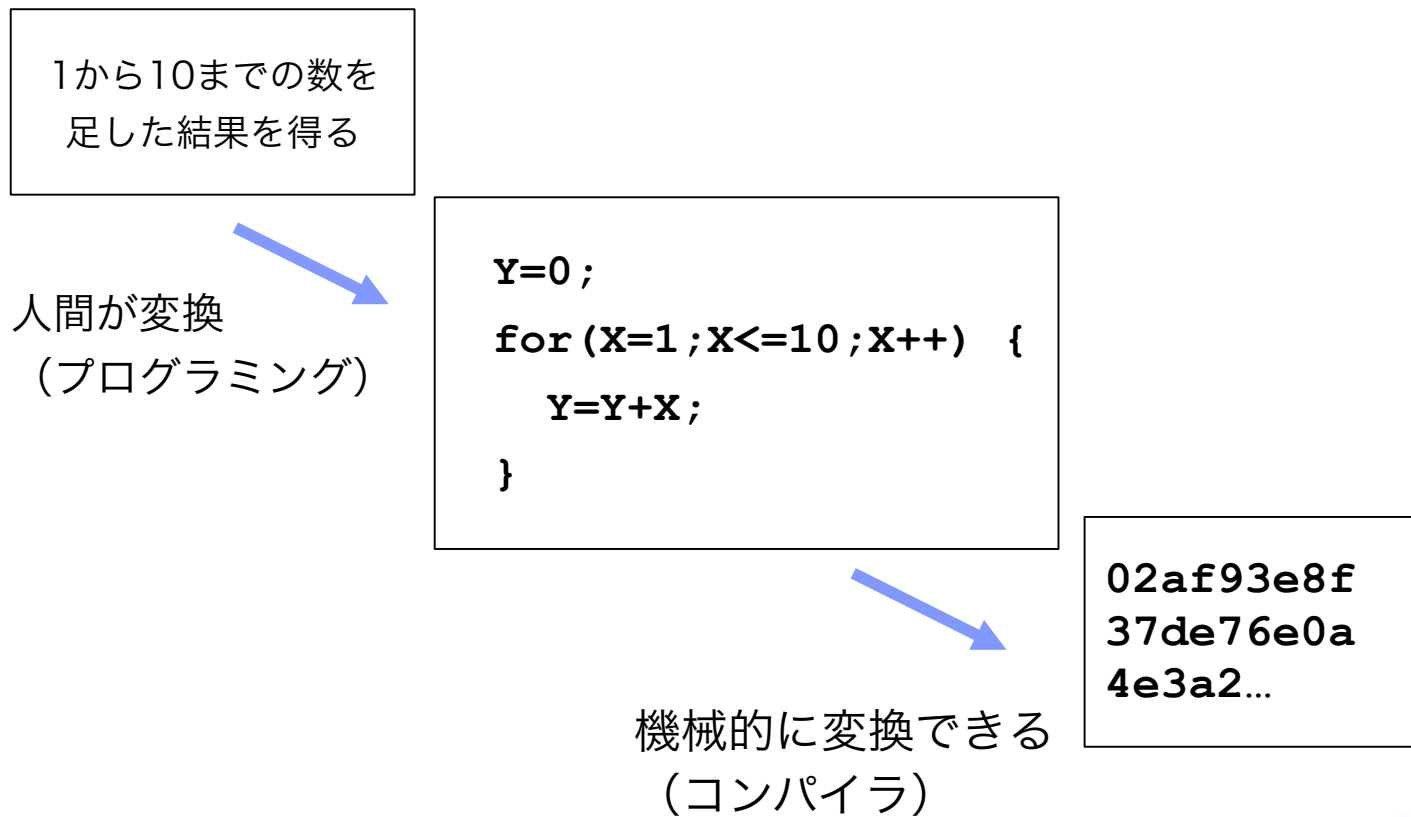 1から10までの数を
足した結果を得る
人間が変換
（プログラミング）
Y=0;
for(X=1;X<=10;X++) {
Y=Y+X;
}
機械的に変換できる
（コンパイラ）
02af93e8f
37de76e0a
4e3a2…